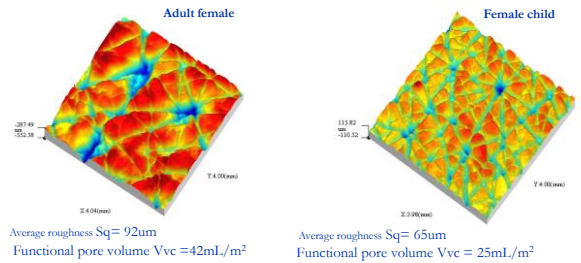 Adult female
Female child
-287.49
um
-552.58
115.82
um
-110.52
Y:4.00(mm)
X:4.04(mm)
Y:4.00(mm)
X:3.98(mm)
Average roughness Sq= 92um
Functional pore volume Vvc =42mL/m²
Average roughness Sq= 65um
Functional pore volume Vvc = 25mL/m²